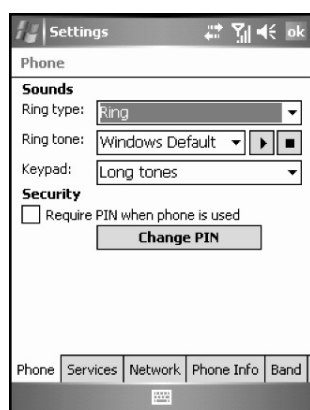 Settings ok
Phone
Sounds
Ring type: Ring
Ring tone: Windows Default
Keypad: Long tones
Security
Require PIN when phone is used
Change PIN
Phone Services Network Phone Info Band